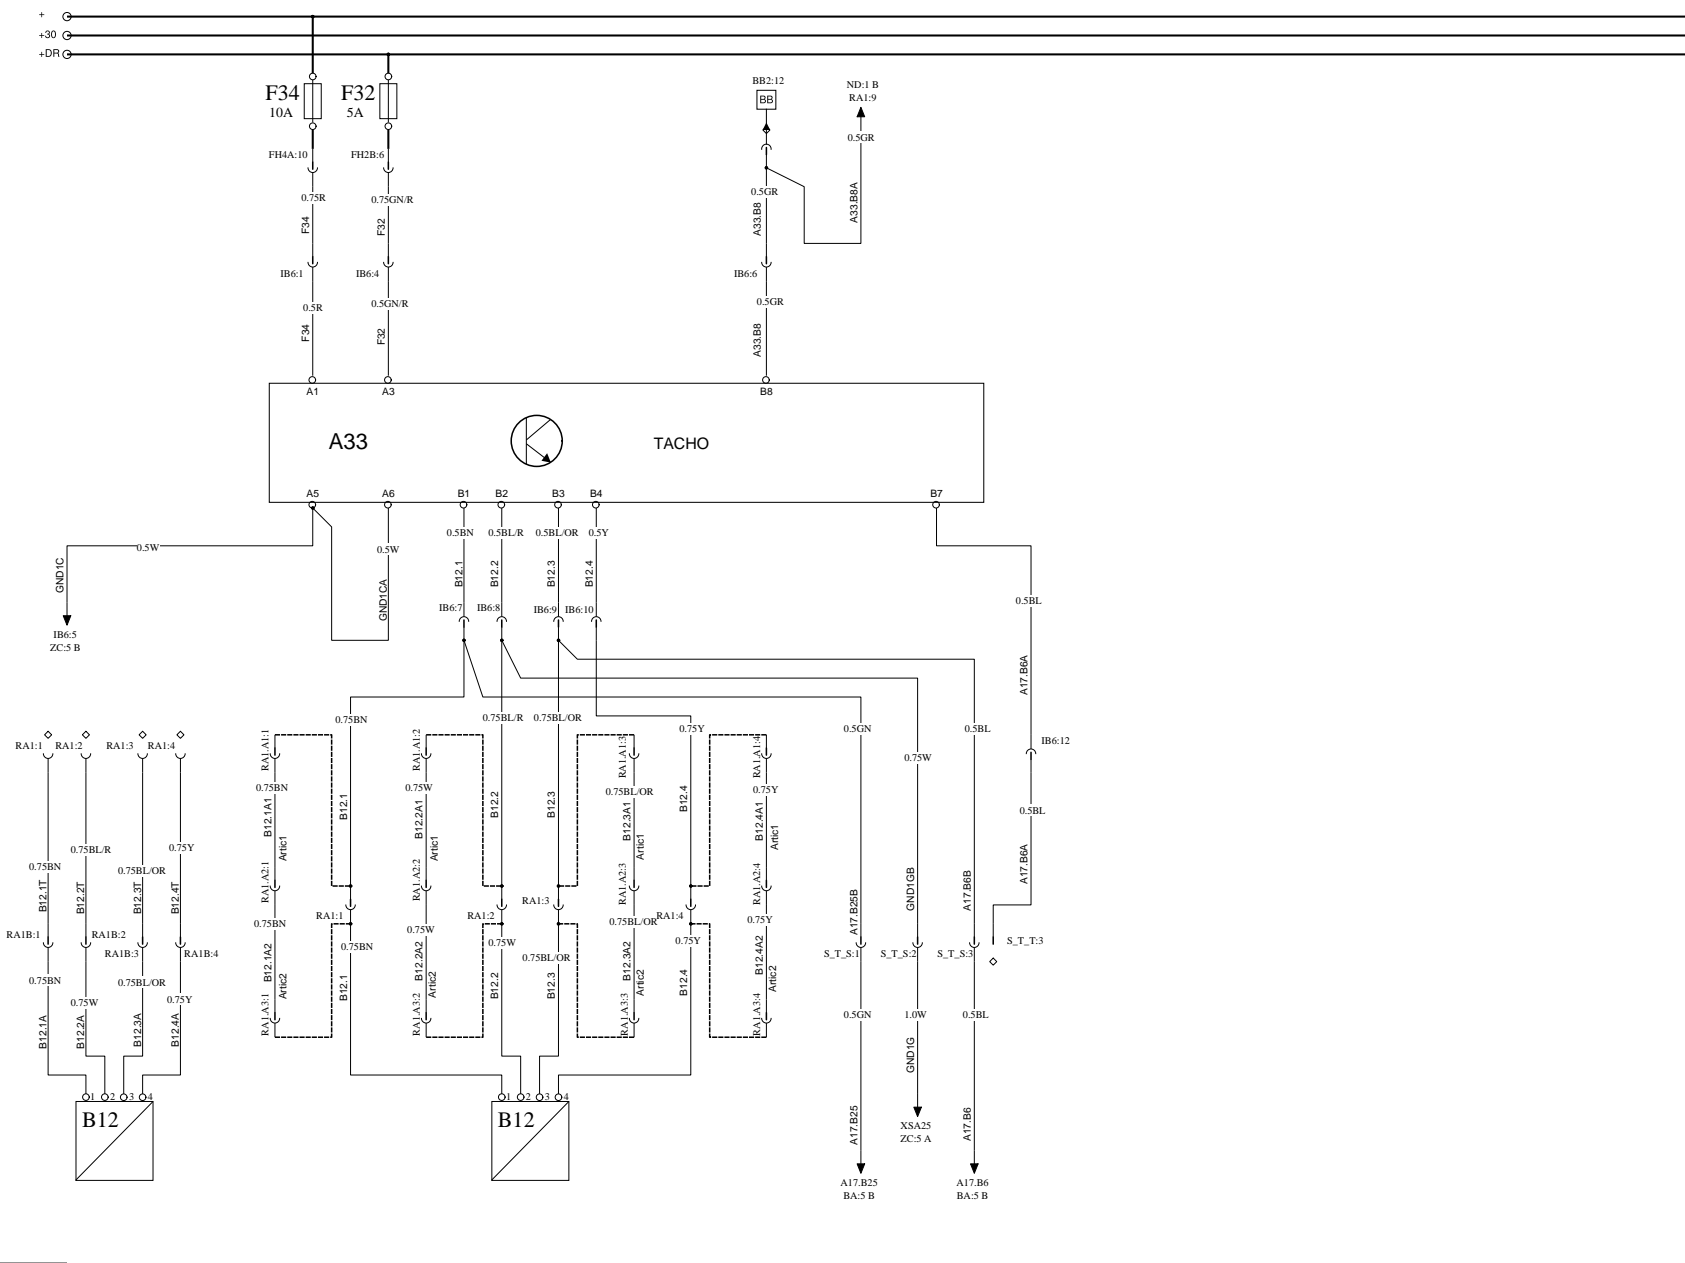 +
+30
+DR
F34
10A
F32
5A
BB2:12
BB
ND:1 B
RA1:9
0.5GR
FH4A:10
FH2B:6
0.75R
0.75GN/R
0.5GR
F34
F32
A33.B8
A33.B8A
IB6:1
IB6:4
IB6:6
0.5R
0.5GN/R
0.5GR
F34
F32
A33.B8
A1
A3
B8
A33
TACHO
A5
A6
B1
B2
B3
B4
B7
0.5W
0.5W
0.5BN
0.5BL/R
0.5BL/OR
0.5Y
GND1C
GND1CA
B12.1
B12.2
B12.3
B12.4
0.5BL
IB6:5
ZC:5 B
IB6:7
IB6:8
IB6:9
IB6:10
A17.B6A
0.75BN
0.75BL/R
0.75BL/OR
0.75Y
0.5GN
0.75W
0.5BL
IB6:12
RA1:1
RA1:2
RA1:3
RA1:4
RA1.A1:1
RA1.A1:2
RA1.A1:3
RA1.A1:4
0.75BN
0.75W
0.75BL/OR
0.75Y
0.5BL
B12.1A1
B12.1
B12.2A1
B12.2
B12.3
B12.3A1
B12.4
B12.4A1
Artic1
Artic1
Artic1
Artic1
0.75BN
0.75BL/R
0.75BL/OR
0.75Y
B12.1T
B12.2T
B12.3T
B12.4T
RA1.A2:1
RA1.A2:2
RA1.A2:3
RA1.A2:4
A17.B25B
GND1GB
A17.B6B
A17.B6A
RA1:1
RA1:2
RA1:3
RA1:4
0.75BN
0.75BN
0.75W
0.75W
0.75BL/OR
0.75BL/OR
0.75Y
0.75Y
RA1B:1
RA1B:2
RA1B:3
RA1B:4
S_T_S:1
S_T_S:2
S_T_S:3
S_T_T:3
0.75BN
0.75W
0.75BL/OR
0.75Y
B12.1A2
B12.1
B12.2A2
B12.2
B12.3
B12.3A2
B12.4
B12.4A2
Artic2
Artic2
Artic2
Artic2
B12.1A
B12.2A
B12.3A
B12.4A
RA1.A3:1
RA1.A3:2
RA1.A3:3
RA1.A3:4
0.5GN
1.0W
0.5BL
GND1G
A17.B25
A17.B6
1
2
3
4
B12
1
2
3
4
B12
XSA25
ZC:5 A
A17.B25
BA:5 B
A17.B6
BA:5 B